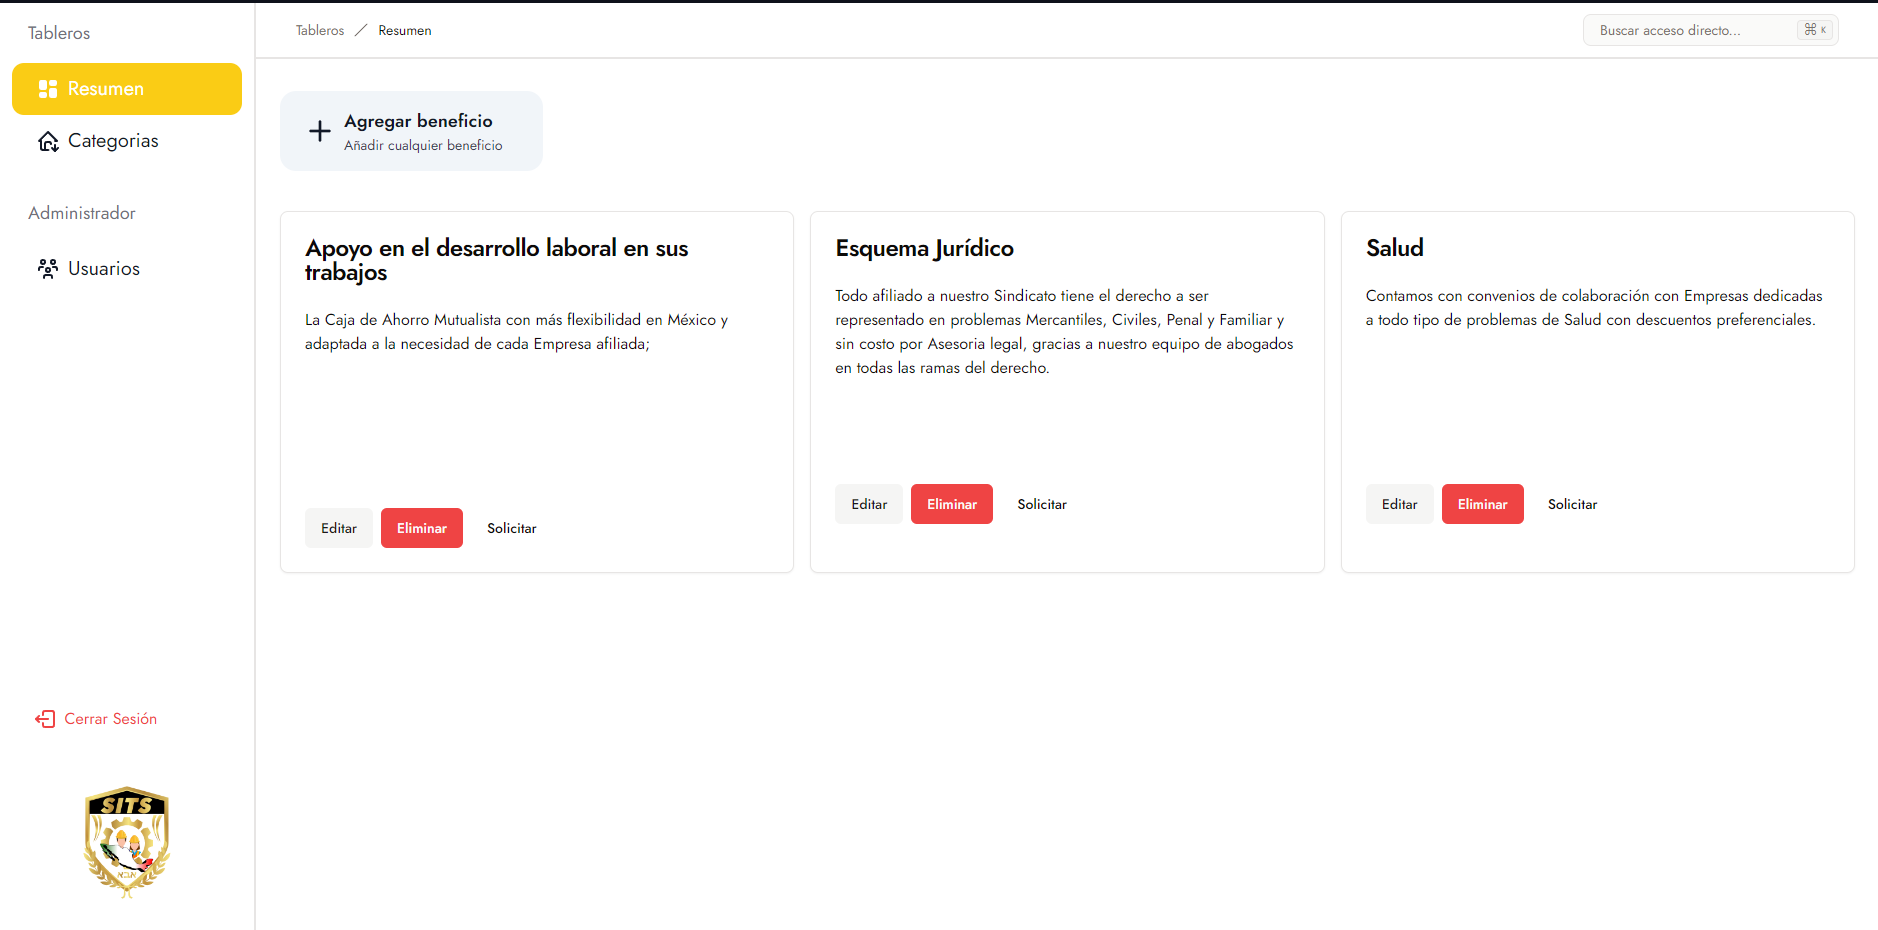 Tableros
Resumen
Categorias
Administrador
Usuarios
Cerrar Sesión
SITS
Tableros / Resumen
Buscar acceso directo...
⌘ K
Agregar beneficio
Añadir cualquier beneficio
Apoyo en el desarrollo laboral en sus
trabajos
La Caja de Ahorro Mutualista con más flexibilidad en México y
adaptada a la necesidad de cada Empresa afiliada;
Editar
Eliminar
Solicitar
Esquema Jurídico
Todo afiliado a nuestro Sindicato tiene el derecho a ser
representado en problemas Mercantiles, Civiles, Penal y Familiar y
sin costo por Asesoria legal, gracias a nuestro equipo de abogados
en todas las ramas del derecho.
Editar
Eliminar
Solicitar
Salud
Contamos con convenios de colaboración con Empresas dedicadas
a todo tipo de problemas de Salud con descuentos preferenciales.
Editar
Eliminar
Solicitar